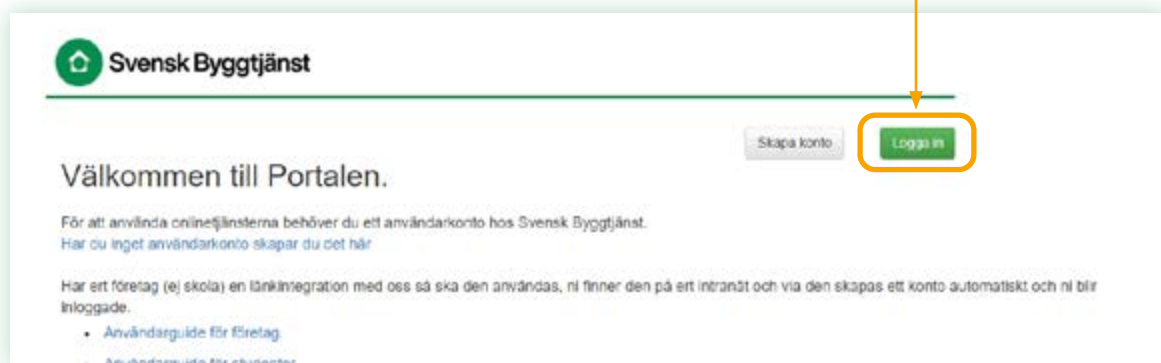 Svensk Byggtjänst
Skapa konto
Logga in
Välkommen till Portalen.
För att använda onlinetjänsterna behöver du ett användarkonto hos Svensk Byggtjänst.
Har du inget användarkonto skapar du det här
Har ert företag (ej skola) en länkintegration med oss så ska den användas, ni finner den på ert intranät och via den skapas ett konto automatiskt och ni blir
inloggade.
• Användarguide för företag.
• Användarguide för studenter